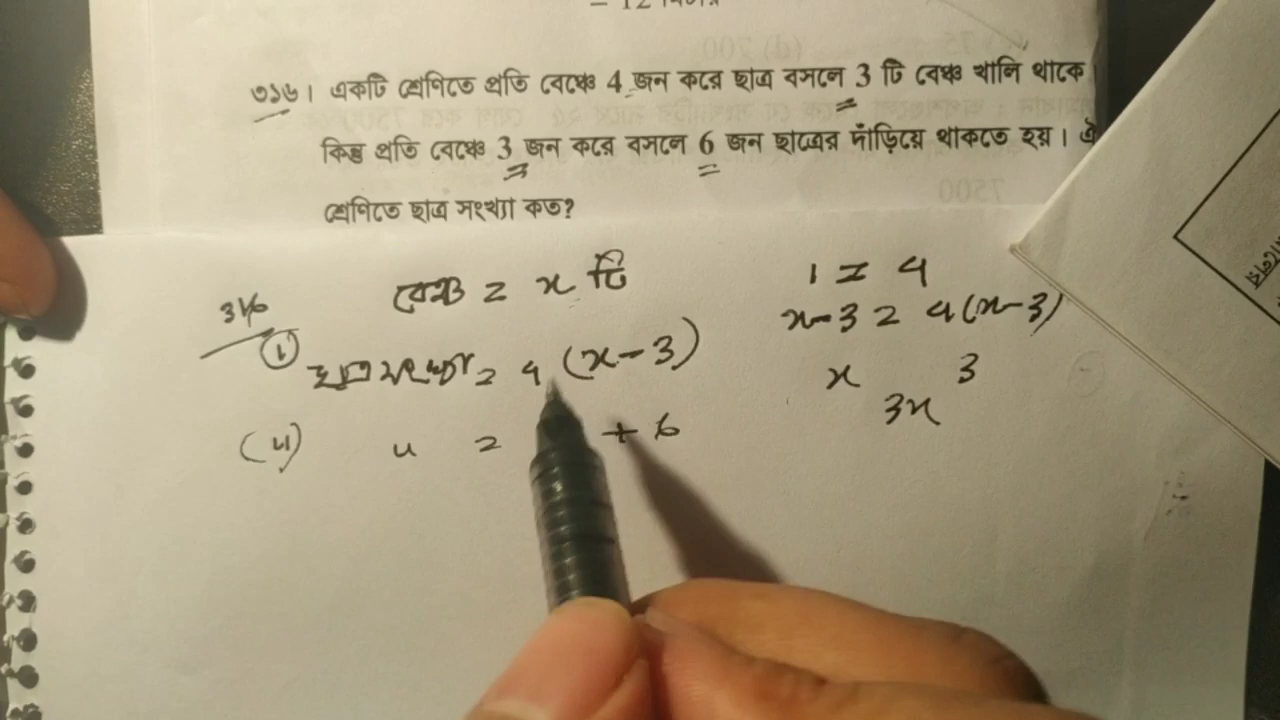 ৩১৬। একটি শ্রেণিতে প্রতি বেঞ্চে 4 জন করে ছাত্র বসলে 3 টি বেঞ্চ খালি থাকে।
কিন্তু প্রতি বেঞ্চে 3 জন করে বসলে 6 জন ছাত্রের দাঁড়িয়ে থাকতে হয়। ঐ
শ্রেণিতে ছাত্র সংখ্যা কত?
বেঞ্চ = x টি
1 = 4
316
x-3 = 4(x-3)
(i) ছাত্র সংখ্যা = 4 (x-3)
x 3
3x
(ii) " = + 6